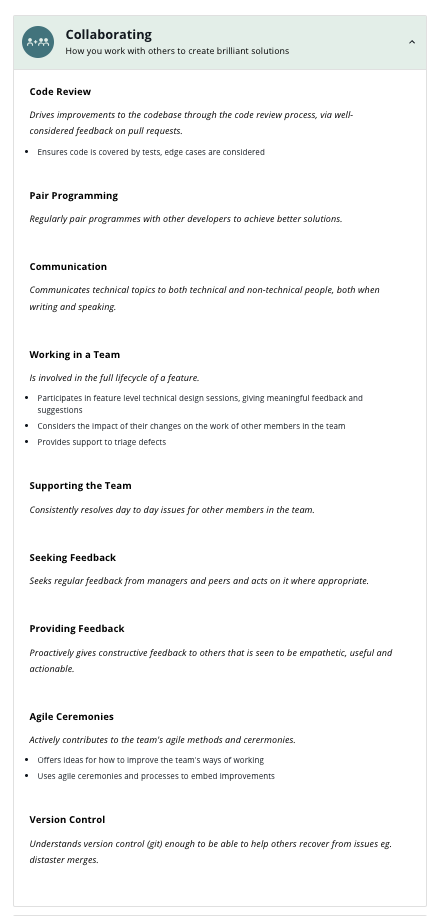 Collaborating
How you work with others to create brilliant solutions
Code Review
Drives improvements to the codebase through the code review process, via well-
considered feedback on pull requests.
Ensures code is covered by tests, edge cases are considered
Pair Programming
Regularly pair programmes with other developers to achieve better solutions.
Communication
Communicates technical topics to both technical and non-technical people, both when
writing and speaking.
Working in a Team
Is involved in the full lifecycle of a feature.
Participates in feature level technical design sessions, giving meaningful feedback and
suggestions
Considers the impact of their changes on the work of other members in the team
Provides support to triage defects
Supporting the Team
Consistently resolves day to day issues for other members in the team.
Seeking Feedback
Seeks regular feedback from managers and peers and acts on it where appropriate.
Providing Feedback
Proactively gives constructive feedback to others that is seen to be empathetic, useful and
actionable.
Agile Ceremonies
Actively contributes to the team's agile methods and cerermonies.
Offers ideas for how to improve the team's ways of working
Uses agile ceremonies and processes to embed improvements
Version Control
Understands version control (git) enough to be able to help others recover from issues eg.
distaster merges.